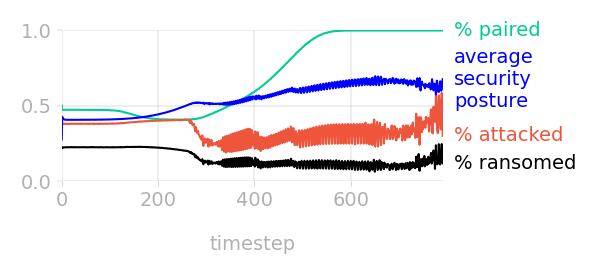 1.0
0.5
0.0
0
200
400
600
timestep
% paired
average
security
posture
% attacked
% ransomed